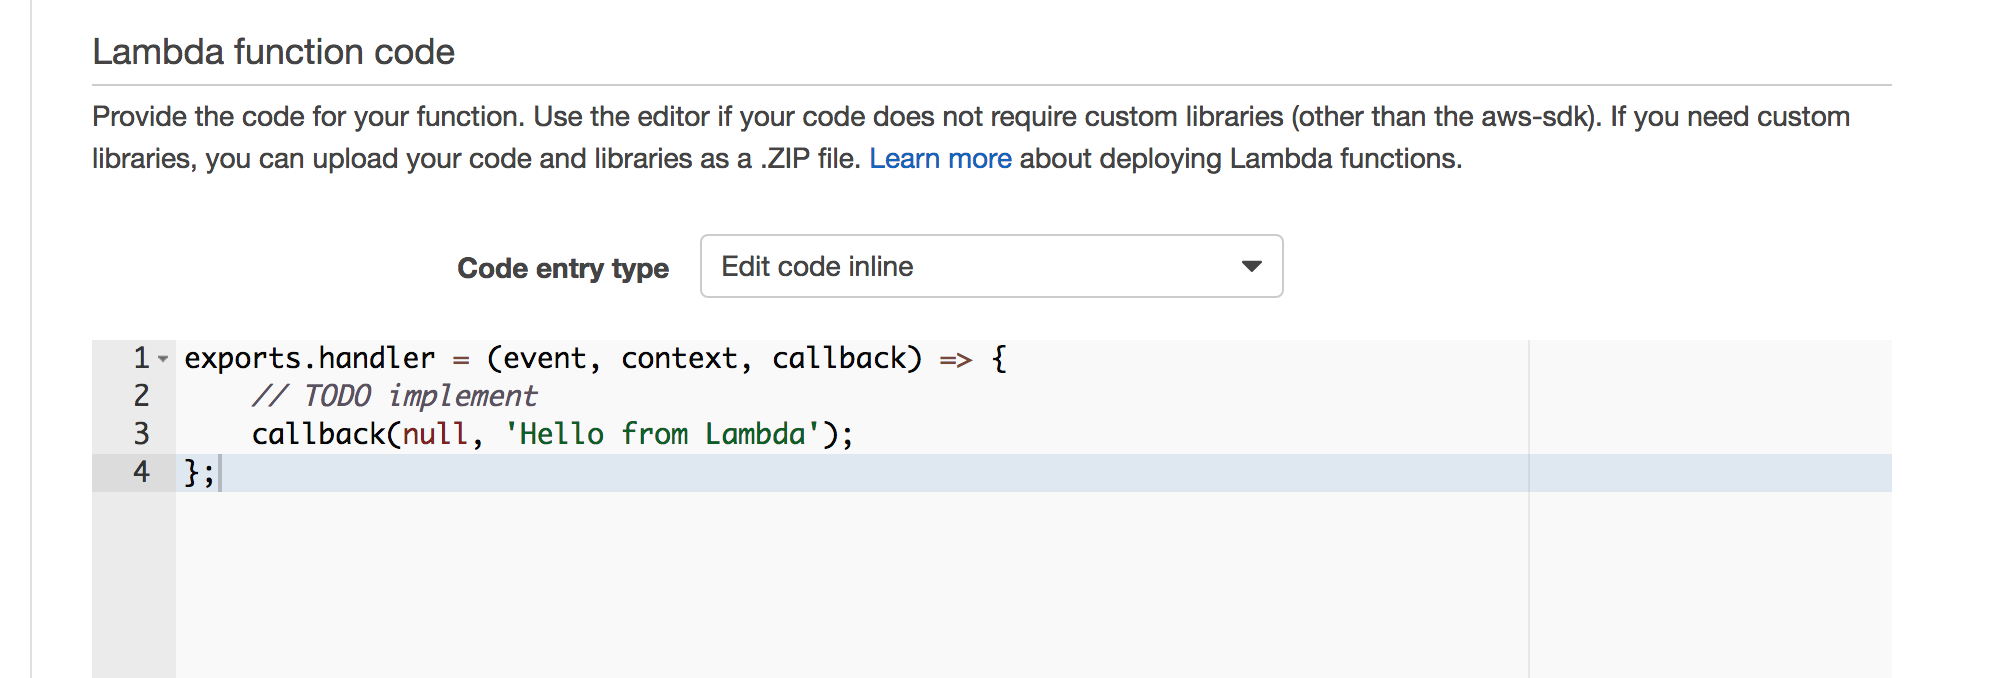 Lambda function code
Provide the code for your function. Use the editor if your code does not require custom libraries (other than the aws-sdk). If you need custom
libraries, you can upload your code and libraries as a .ZIP file. Learn more about deploying Lambda functions.
Code entry type Edit code inline
1 exports.handler = (event, context, callback) => {
2     // TODO implement
3     callback(null, 'Hello from Lambda');
4 };